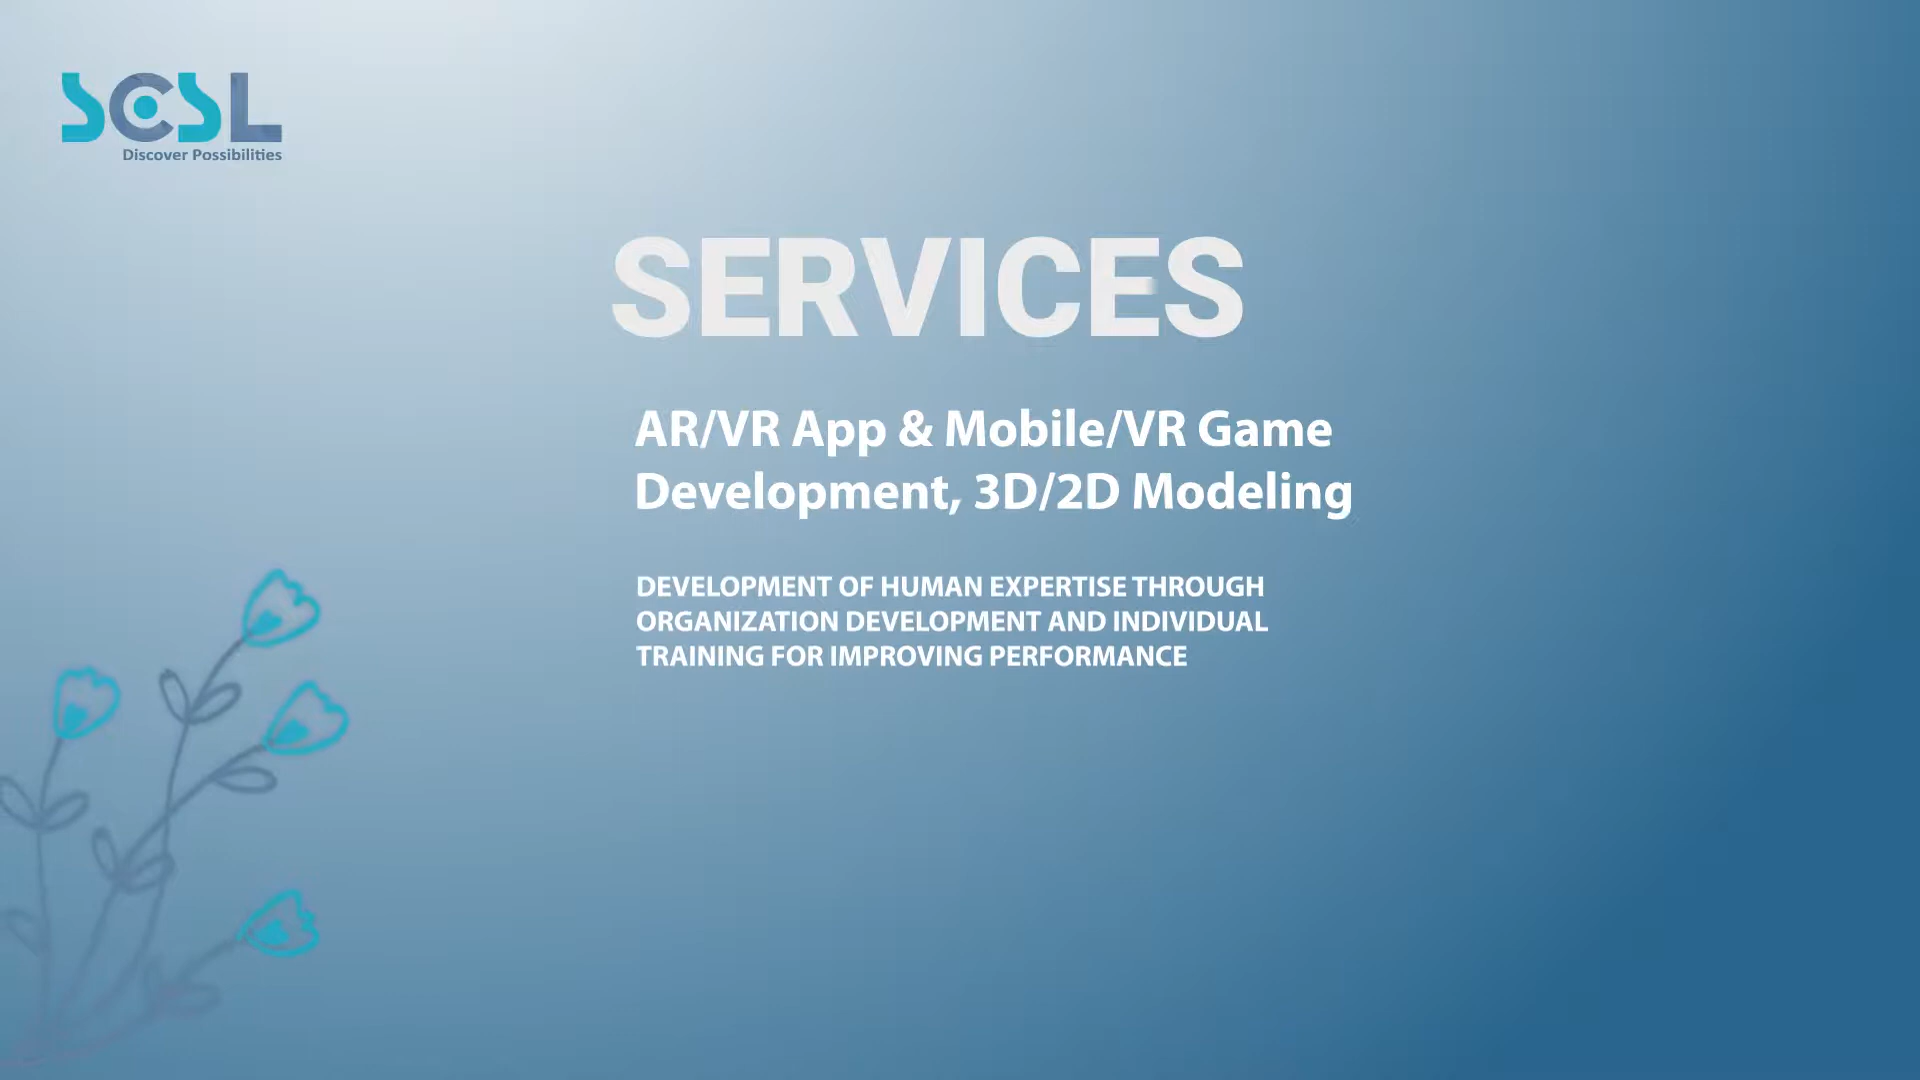 SCSL
Discover Possibilities
SERVICES
AR/VR App & Mobile/VR Game
Development, 3D/2D Modeling
DEVELOPMENT OF HUMAN EXPERTISE THROUGH
ORGANIZATION DEVELOPMENT AND INDIVIDUAL
TRAINING FOR IMPROVING PERFORMANCE